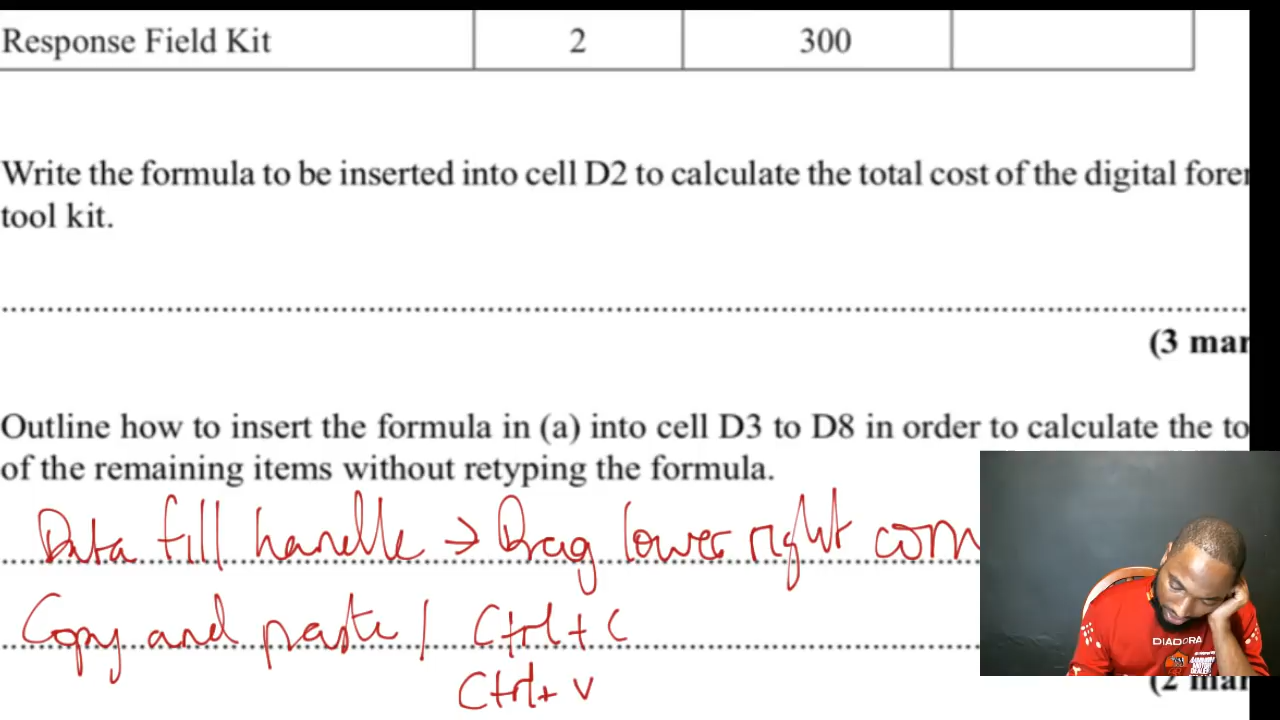 Response Field Kit 2 300
Write the formula to be inserted into cell D2 to calculate the total cost of the digital foren
tool kit.
(3 mar
Outline how to insert the formula in (a) into cell D3 to D8 in order to calculate the to
of the remaining items without retyping the formula.
Data fill handle → Drag lower right corn
Copy and paste / Ctrl + C
Ctrl + V
DIADORA
(2 mar